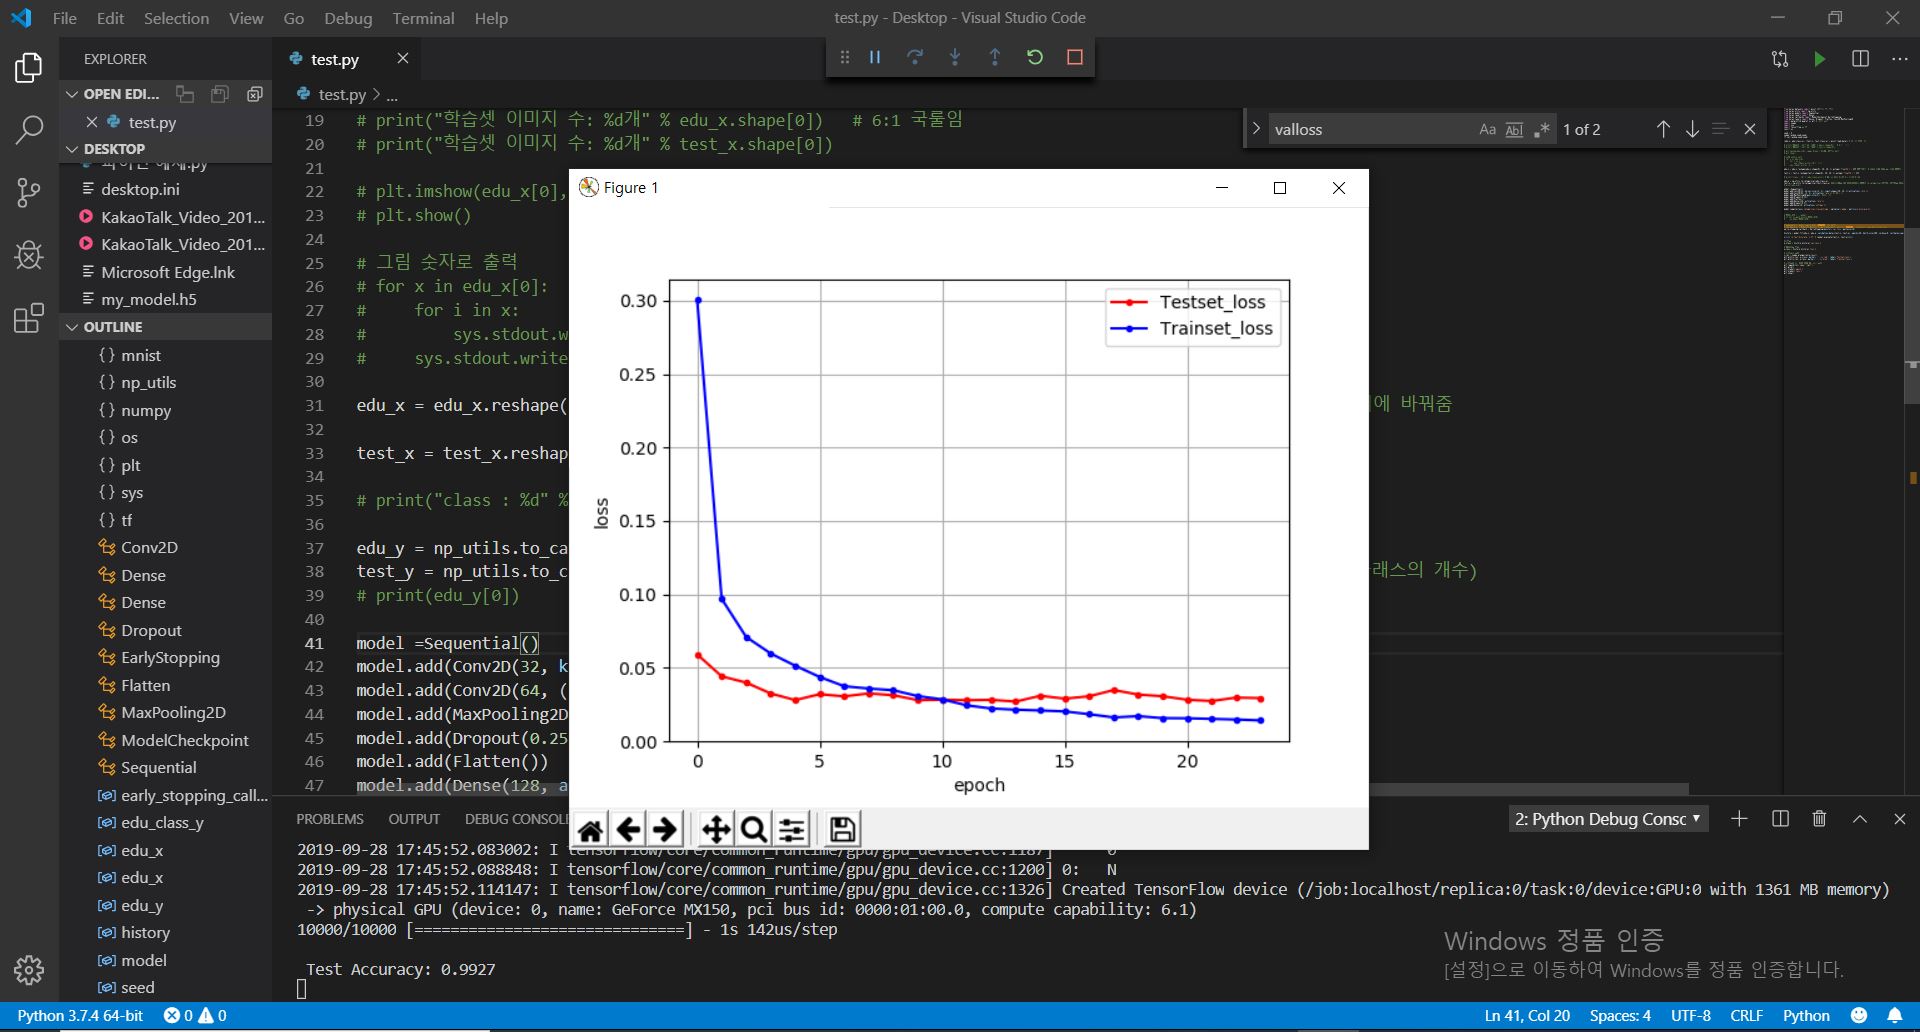 File Edit Selection View Go Debug Terminal Help
test.py - Desktop - Visual Studio Code
EXPLORER
test.py
OPEN EDI...
test.py
DESKTOP
desktop.ini
KakaoTalk_Video_201...
KakaoTalk_Video_201...
Microsoft Edge.lnk
my_model.h5
OUTLINE
{} mnist
{} np_utils
{} numpy
{} os
{} plt
{} sys
{} tf
Conv2D
Dense
Dense
Dropout
EarlyStopping
Flatten
MaxPooling2D
ModelCheckpoint
Sequential
early_stopping_call...
edu_class_y
edu_x
edu_x
edu_y
history
model
seed
test.py > ...
valloss
Aa Abl .*
1 of 2
19 # print("학습셋 이미지 수: %d개" % edu_x.shape[0]) # 6:1 국룰임
20 # print("학습셋 이미지 수: %d개" % test_x.shape[0])
21
22 # plt.imshow(edu_x[0],
23 # plt.show()
24
25 # 그림 숫자로 출력
26 # for x in edu_x[0]:
27 # for i in x:
28 # sys.stdout.w
29 # sys.stdout.write
30
31 edu_x = edu_x.reshape( 에 바꿔줌
32
33 test_x = test_x.reshap
34
35 # print("class : %d" %
36
37 edu_y = np_utils.to_ca
38 test_y = np_utils.to_c 래스의 개수)
39 # print(edu_y[0])
40
41 model =Sequential()
42 model.add(Conv2D(32, k
43 model.add(Conv2D(64, (
44 model.add(MaxPooling2D
45 model.add(Dropout(0.25
46 model.add(Flatten())
47 model.add(Dense(128, a
Figure 1
Testset_loss
Trainset_loss
0.30
0.25
0.20
0.15
0.10
0.05
0.00
loss
0 5 10 15 20
epoch
PROBLEMS OUTPUT DEBUG CONSOL
2: Python Debug Consc
2019-09-28 17:45:52.083002: I tensorflow/core/common_runtime/gpu/gpu_device.cc:1187] 0
2019-09-28 17:45:52.088848: I tensorflow/core/common_runtime/gpu/gpu_device.cc:1200] 0: N
2019-09-28 17:45:52.114147: I tensorflow/core/common_runtime/gpu/gpu_device.cc:1326] Created TensorFlow device (/job:localhost/replica:0/task:0/device:GPU:0 with 1361 MB memory)
-> physical GPU (device: 0, name: GeForce MX150, pci bus id: 0000:01:00.0, compute capability: 6.1)
10000/10000 [==============================] - 1s 142us/step
Test Accuracy: 0.9927
Windows 정품 인증
[설정]으로 이동하여 Windows를 정품 인증합니다.
Python 3.7.4 64-bit 0 0
Ln 41, Col 20 Spaces: 4 UTF-8 CRLF Python